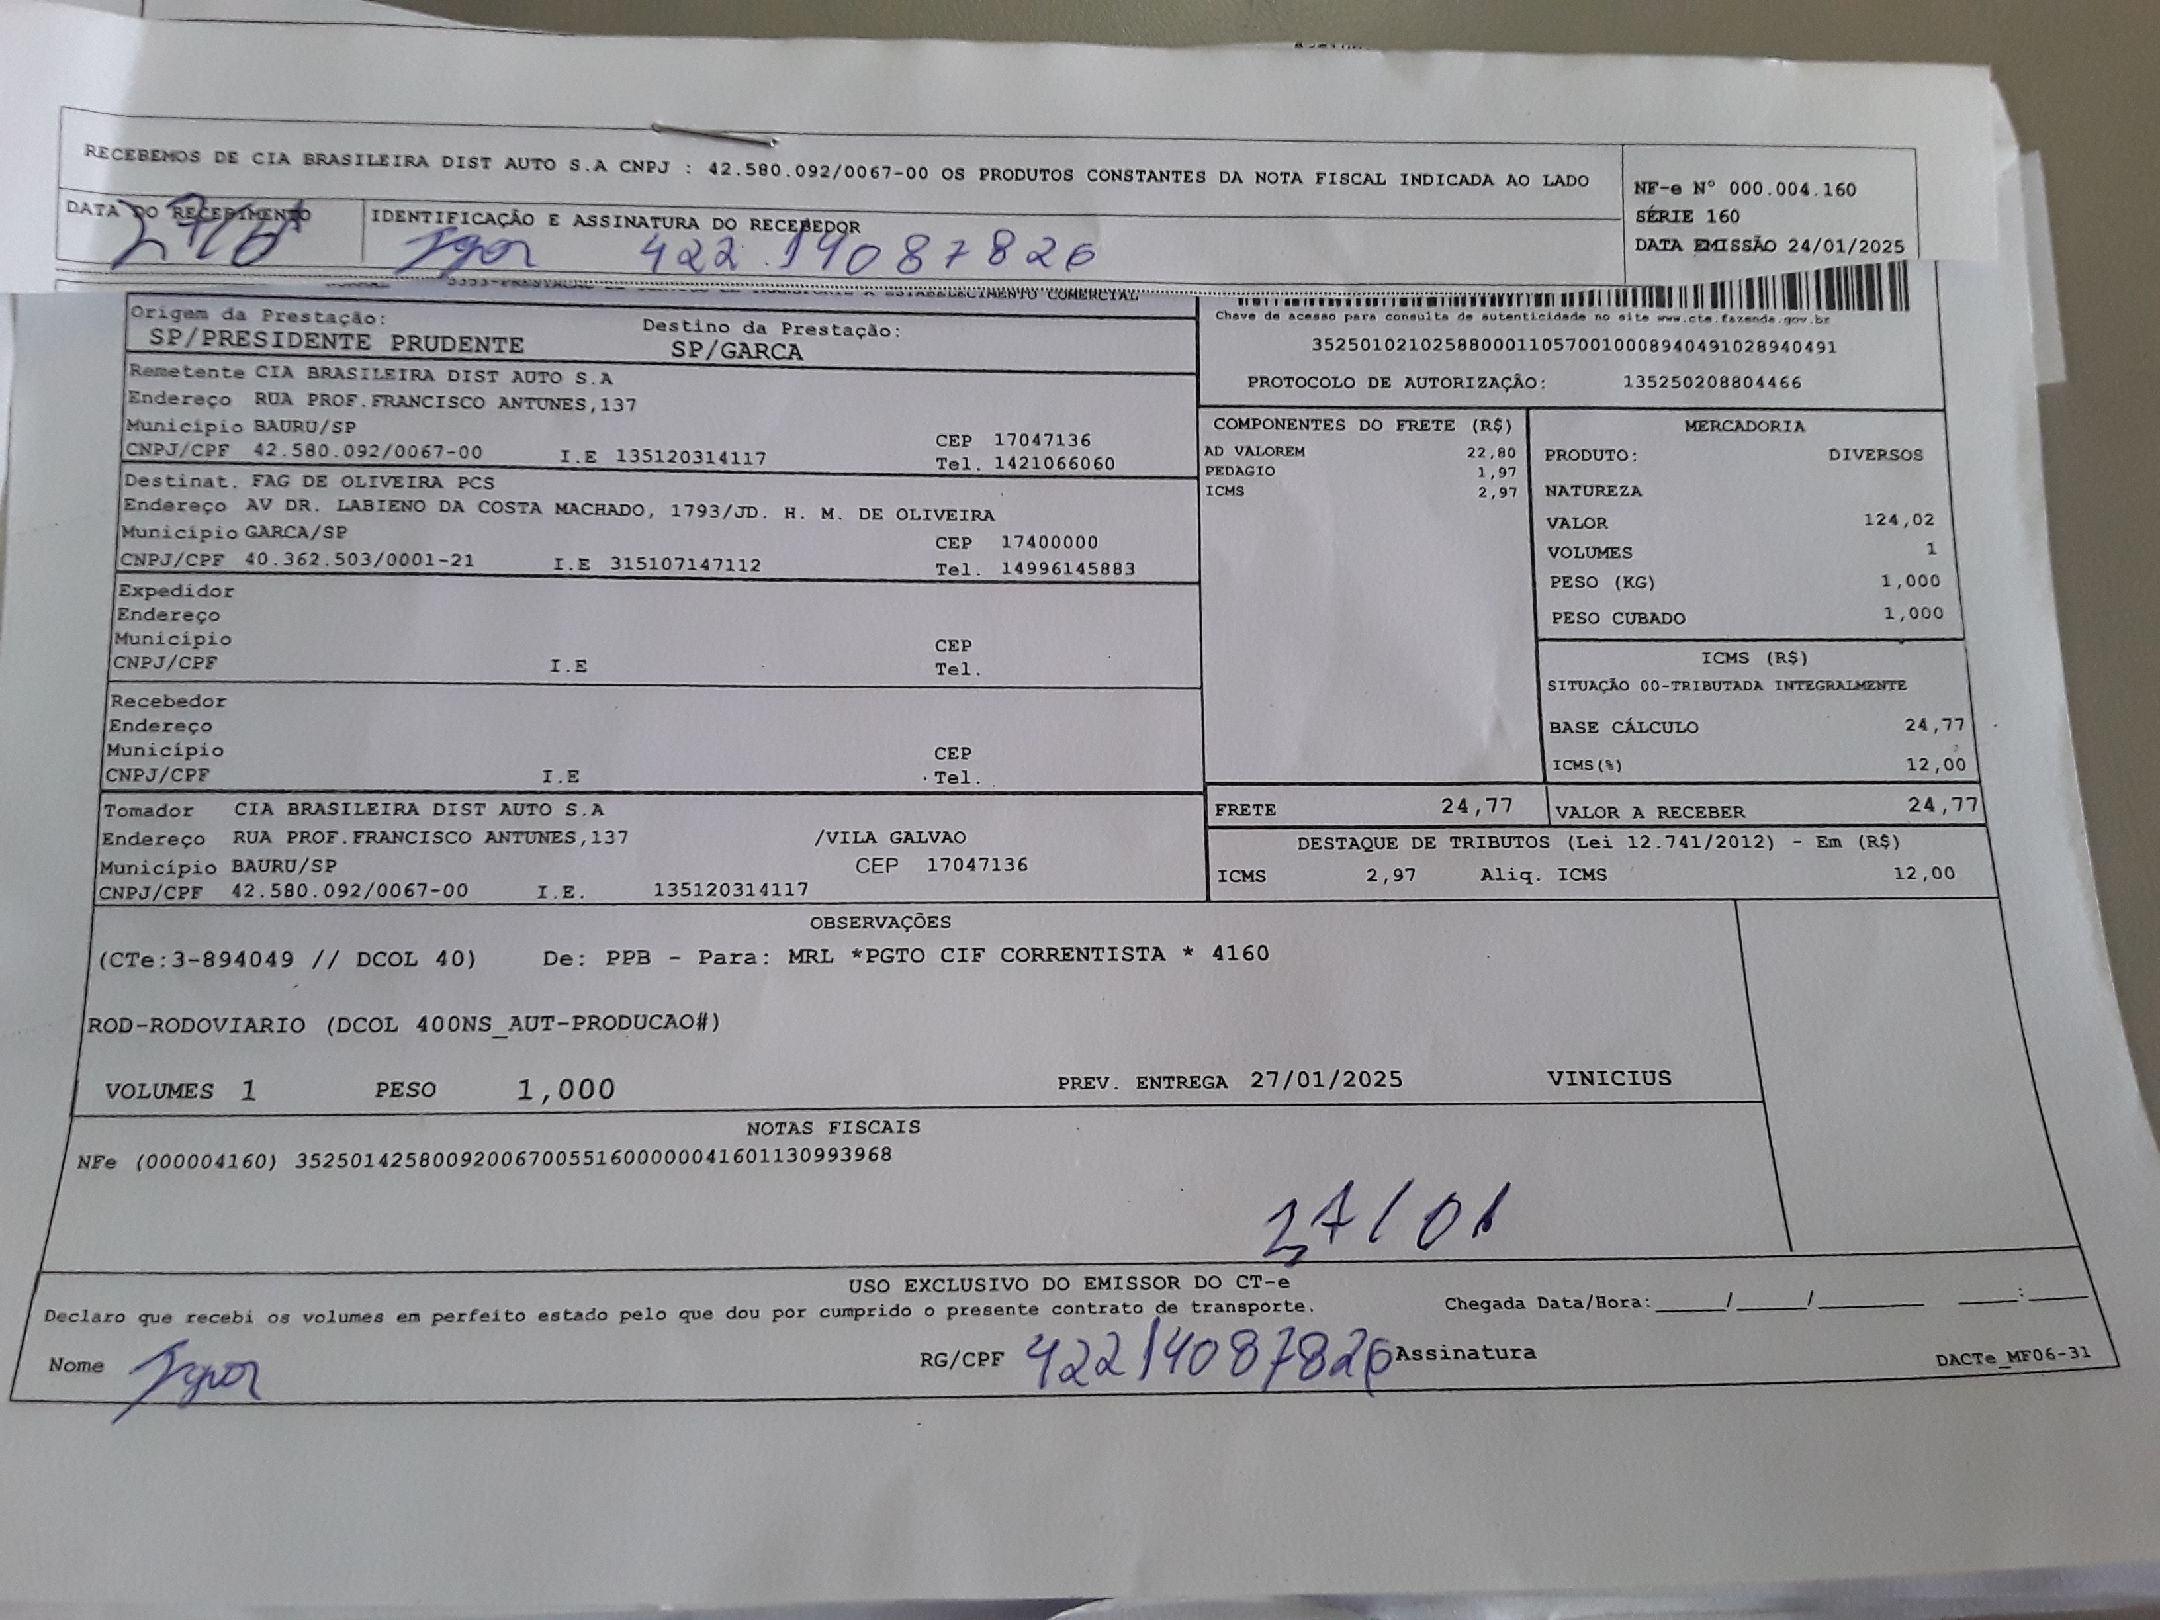 RECEBEMOS DE CIA BRASILEIRA DIST AUTO S.A CNPJ : 42.580.092/0067-00 OS PRODUTOS CONSTANTES DA NOTA FISCAL INDICADA AO LADO
NF-e N° 000.004.160
SÉRIE 160
DATA EMISSÃO 24/01/2025
DATA DO RECEBIMENTO
IDENTIFICAÇÃO E ASSINATURA DO RECEBEDOR
Igor 422.14087826
5353-PRESTAÇÃO DE SERVIÇO DE TRANSPORTE A ESTABELECIMENTO COMERCIAL
Origem da Prestação: Destino da Prestação:
SP/PRESIDENTE PRUDENTE SP/GARCA
Chave de acesso para consulta de autenticidade no site www.cte.fazenda.gov.br
35250102102588000110570010008940491028940491
PROTOCOLO DE AUTORIZAÇÃO: 135250208804466
Remetente CIA BRASILEIRA DIST AUTO S.A
Endereço RUA PROF.FRANCISCO ANTUNES,137
Município BAURU/SP CEP 17047136
CNPJ/CPF 42.580.092/0067-00 I.E 135120314117 Tel. 1421066060
Destinat. FAG DE OLIVEIRA PCS
Endereço AV DR. LABIENO DA COSTA MACHADO, 1793/JD. H. M. DE OLIVEIRA
Município GARCA/SP CEP 17400000
CNPJ/CPF 40.362.503/0001-21 I.E 315107147112 Tel. 14996145883
Expedidor
Endereço
Município CEP
CNPJ/CPF I.E Tel.
Recebedor
Endereço
Município CEP
CNPJ/CPF I.E Tel.
Tomador CIA BRASILEIRA DIST AUTO S.A
Endereço RUA PROF.FRANCISCO ANTUNES,137 /VILA GALVAO
Município BAURU/SP CEP 17047136
CNPJ/CPF 42.580.092/0067-00 I.E. 135120314117
COMPONENTES DO FRETE (R$)
AD VALOREM 22,80
PEDAGIO 1,97
ICMS 2,97
MERCADORIA
PRODUTO: DIVERSOS
NATUREZA
VALOR 124,02
VOLUMES 1
PESO (KG) 1,000
PESO CUBADO 1,000
ICMS (R$)
SITUAÇÃO 00-TRIBUTADA INTEGRALMENTE
BASE CÁLCULO 24,77
ICMS(%) 12,00
FRETE 24,77 VALOR A RECEBER 24,77
DESTAQUE DE TRIBUTOS (Lei 12.741/2012) - Em (R$)
ICMS 2,97 Aliq. ICMS 12,00
OBSERVAÇÕES
(CTe:3-894049 // DCOL 40) De: PPB - Para: MRL *PGTO CIF CORRENTISTA * 4160
ROD-RODOVIARIO (DCOL 400NS_AUT-PRODUCAO#)
VOLUMES 1 PESO 1,000 PREV. ENTREGA 27/01/2025 VINICIUS
NOTAS FISCAIS
NFe (000004160) 35250142580092006700551600000041601130993968
27/01
USO EXCLUSIVO DO EMISSOR DO CT-e
Declaro que recebi os volumes em perfeito estado pelo que dou por cumprido o presente contrato de transporte. Chegada Data/Hora:_____/_____/________ ____:____
Nome Igor RG/CPF 42214087826 Assinatura DACTe_MF06-31